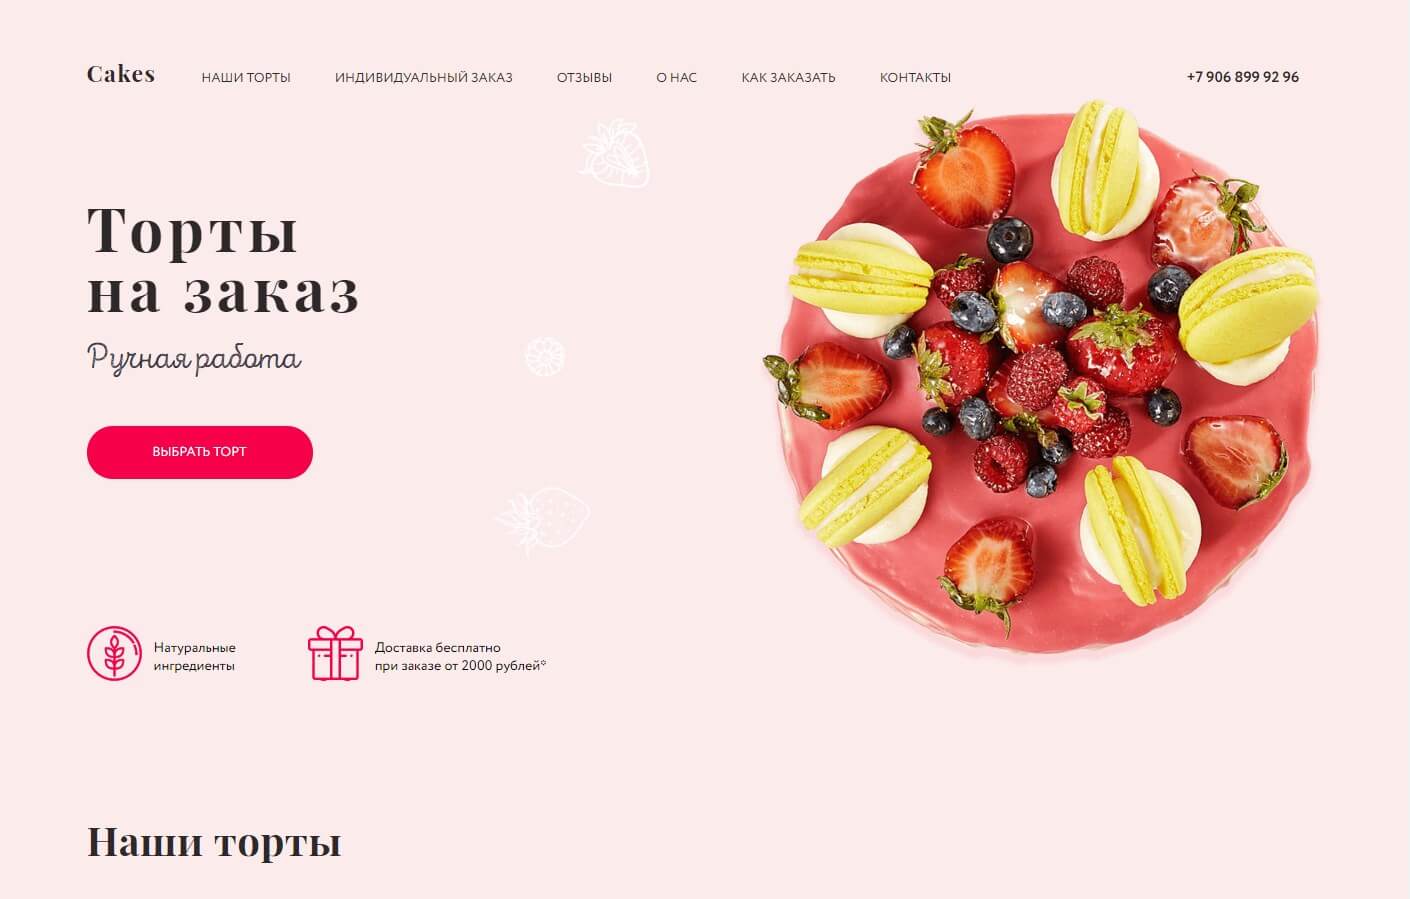 Cakes
НАШИ ТОРТЫ
ИНДИВИДУАЛЬНЫЙ ЗАКАЗ
ОТЗЫВЫ
О НАС
КАК ЗАКАЗАТЬ
КОНТАКТЫ
+7 906 899 92 96
Торты
на заказ
Ручная работа
ВЫБРАТЬ ТОРТ
Натуральные
ингредиенты
Доставка бесплатно
при заказе от 2000 рублей*
Наши торты